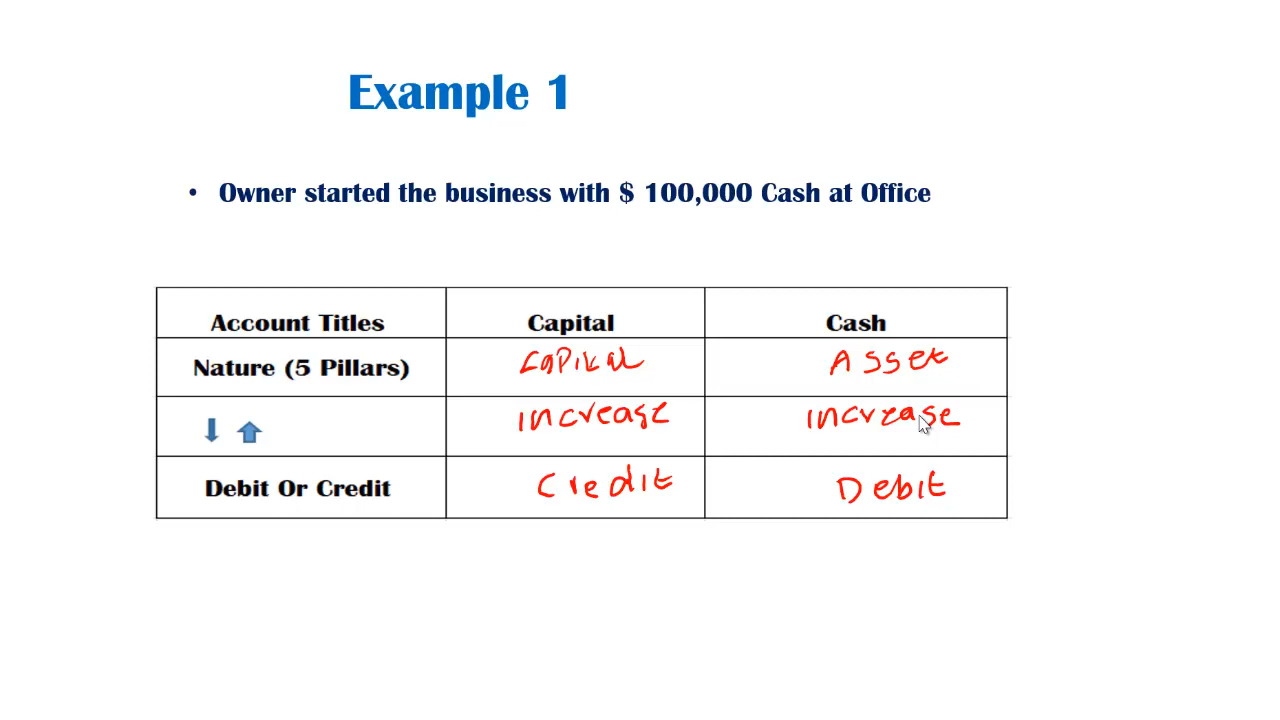 Example 1
• Owner started the business with $ 100,000 Cash at Office
Account Titles Capital Cash
Nature (5 Pillars) Capital Asset
Increase Increase
Debit Or Credit Credit Debit